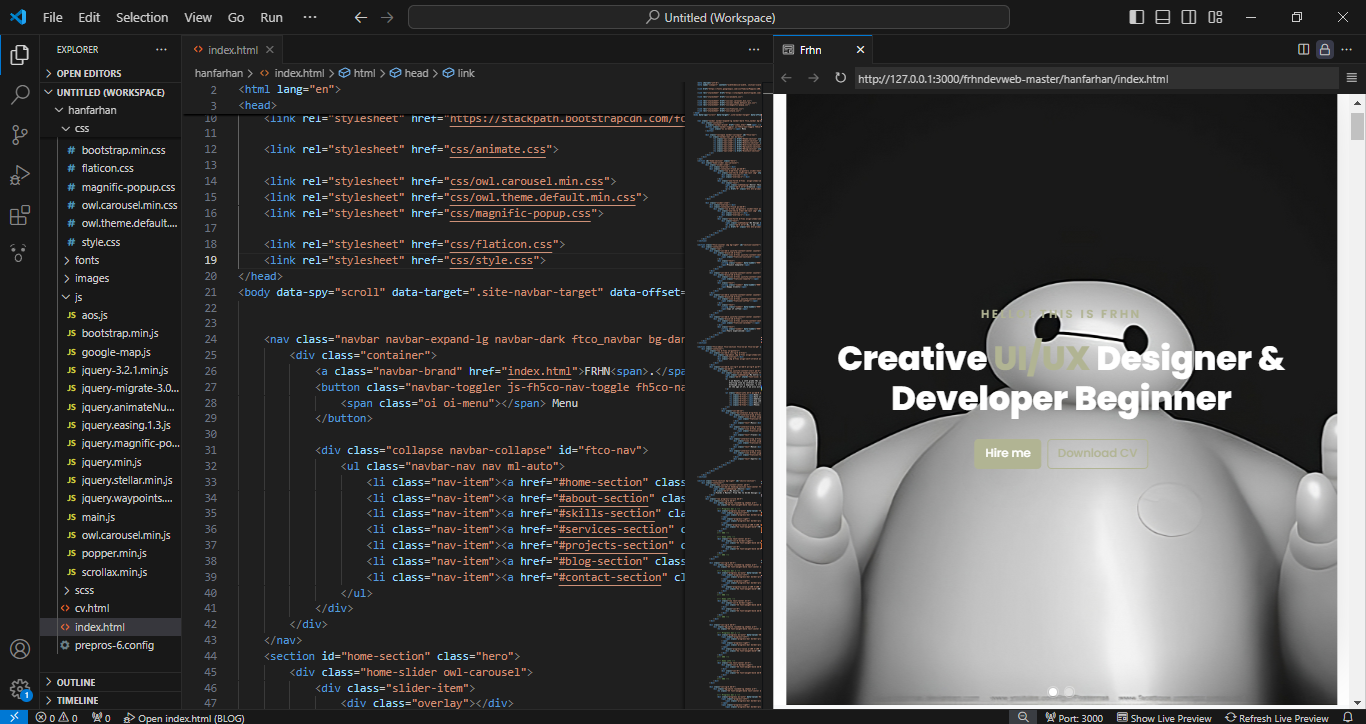 File Edit Selection View Go Run ··· Untitled (Workspace)
EXPLORER ···
OPEN EDITORS
UNTITLED (WORKSPACE)
hanfarhan
css
# bootstrap.min.css
# flaticon.css
# magnific-popup.css
# owl.carousel.min.css
# owl.theme.default....
# style.css
fonts
images
js
JS aos.js
JS bootstrap.min.js
JS google-map.js
JS jquery-3.2.1.min.js
JS jquery-migrate-3.0...
JS jquery.animateNu...
JS jquery.easing.1.3.js
JS jquery.magnific-po...
JS jquery.min.js
JS jquery.stellar.min.js
JS jquery.waypoints....
JS main.js
JS owl.carousel.min.js
JS popper.min.js
JS scrollax.min.js
scss
<> cv.html
<> index.html
prepros-6.config
OUTLINE
TIMELINE
1
<> index.html
hanfarhan > <> index.html > html > head > link
2 <html lang="en">
3 <head>
10 <link rel="stylesheet" href="https://stackpath.bootstrapcdn.com/fc
11
12 <link rel="stylesheet" href="css/animate.css">
13
14 <link rel="stylesheet" href="css/owl.carousel.min.css">
15 <link rel="stylesheet" href="css/owl.theme.default.min.css">
16 <link rel="stylesheet" href="css/magnific-popup.css">
17
18 <link rel="stylesheet" href="css/flaticon.css">
19 <link rel="stylesheet" href="css/style.css">
20 </head>
21 <body data-spy="scroll" data-target=".site-navbar-target" data-offset=
22
23
24 <nav class="navbar navbar-expand-lg navbar-dark ftco_navbar bg-dar
25 <div class="container">
26 <a class="navbar-brand" href="index.html">FRHN<span>.</spa
27 <button class="navbar-toggler js-fh5co-nav-toggle fh5co-na
28 <span class="oi oi-menu"></span> Menu
29 </button>
30
31 <div class="collapse navbar-collapse" id="ftco-nav">
32 <ul class="navbar-nav nav ml-auto">
33 <li class="nav-item"><a href="#home-section" class
34 <li class="nav-item"><a href="#about-section" clas
35 <li class="nav-item"><a href="#skills-section" cla
36 <li class="nav-item"><a href="#services-section" c
37 <li class="nav-item"><a href="#projects-section" c
38 <li class="nav-item"><a href="#blog-section" class
39 <li class="nav-item"><a href="#contact-section" cl
40 </ul>
41 </div>
42 </div>
43 </nav>
44 <section id="home-section" class="hero">
45 <div class="home-slider owl-carousel">
46 <div class="slider-item">
47 <div class="overlay"></div>
Frhn
http://127.0.0.1:3000/frhndevweb-master/hanfarhan/index.html
THIS IS FRHN
Creative UI/UX Designer &
Developer Beginner
Hire me Download CV
0 0 0 Open index.html (BLOG) Port: 3000 Show Live Preview Refresh Live Preview